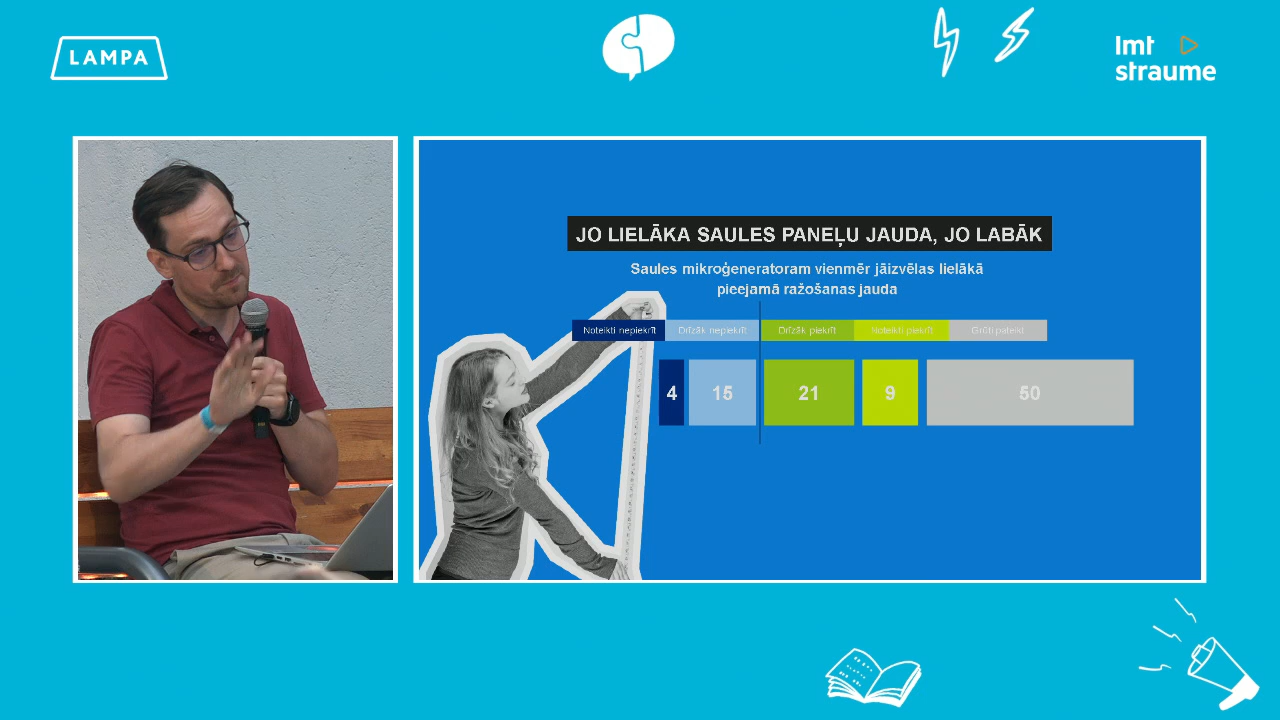 LAMPA
lmt
straume
JO LIELĀKA SAULES PANEĻU JAUDA, JO LABĀK
Saules mikroģeneratoram vienmēr jāizvēlas lielākā
pieejamā ražošanas jauda
Noteikti nepiekrīt Drīzāk nepiekrīt Drīzāk piekrīt Noteikti piekrīt Grūti pateikt
4 15 21 9 50